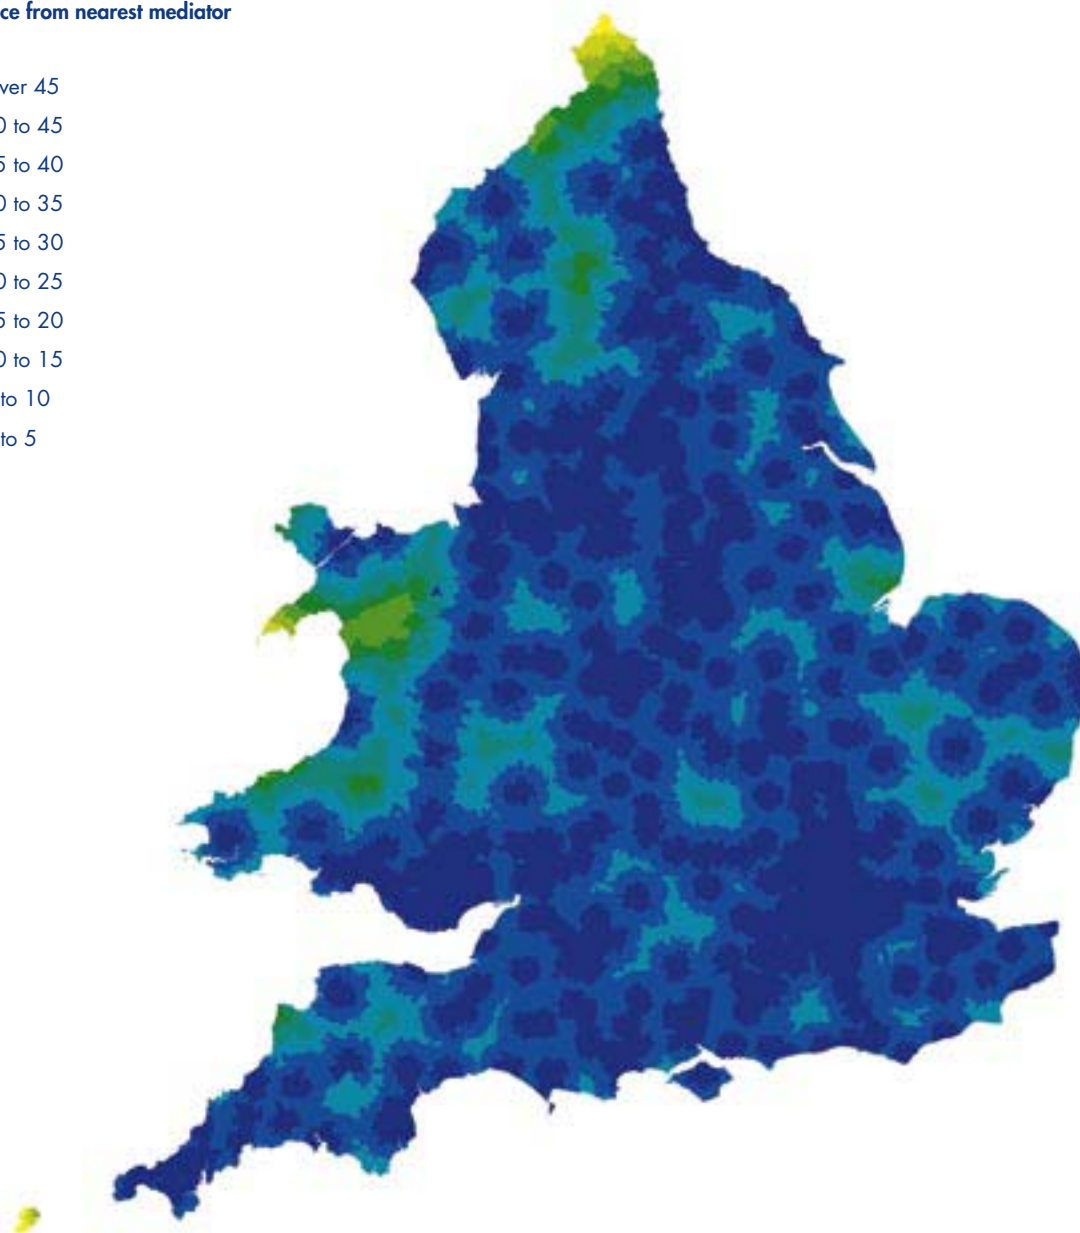 ce from nearest mediator
ver 45
0 to 45
5 to 40
0 to 35
5 to 30
0 to 25
5 to 20
0 to 15
to 10
to 5